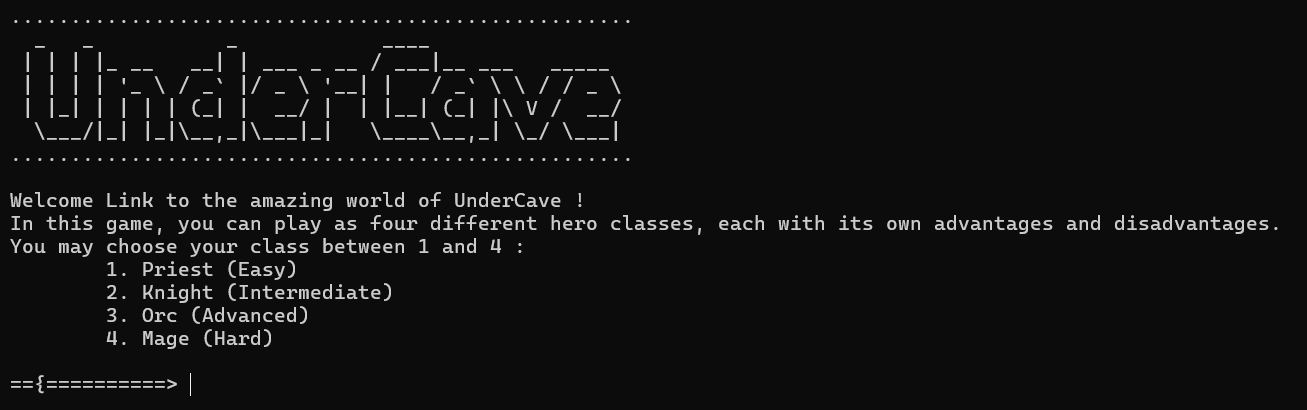 UnderCave
Welcome Link to the amazing world of UnderCave !
In this game, you can play as four different hero classes, each with its own advantages and disadvantages.
You may choose your class between 1 and 4 :
1. Priest (Easy)
2. Knight (Intermediate)
3. Orc (Advanced)
4. Mage (Hard)
=={==========>